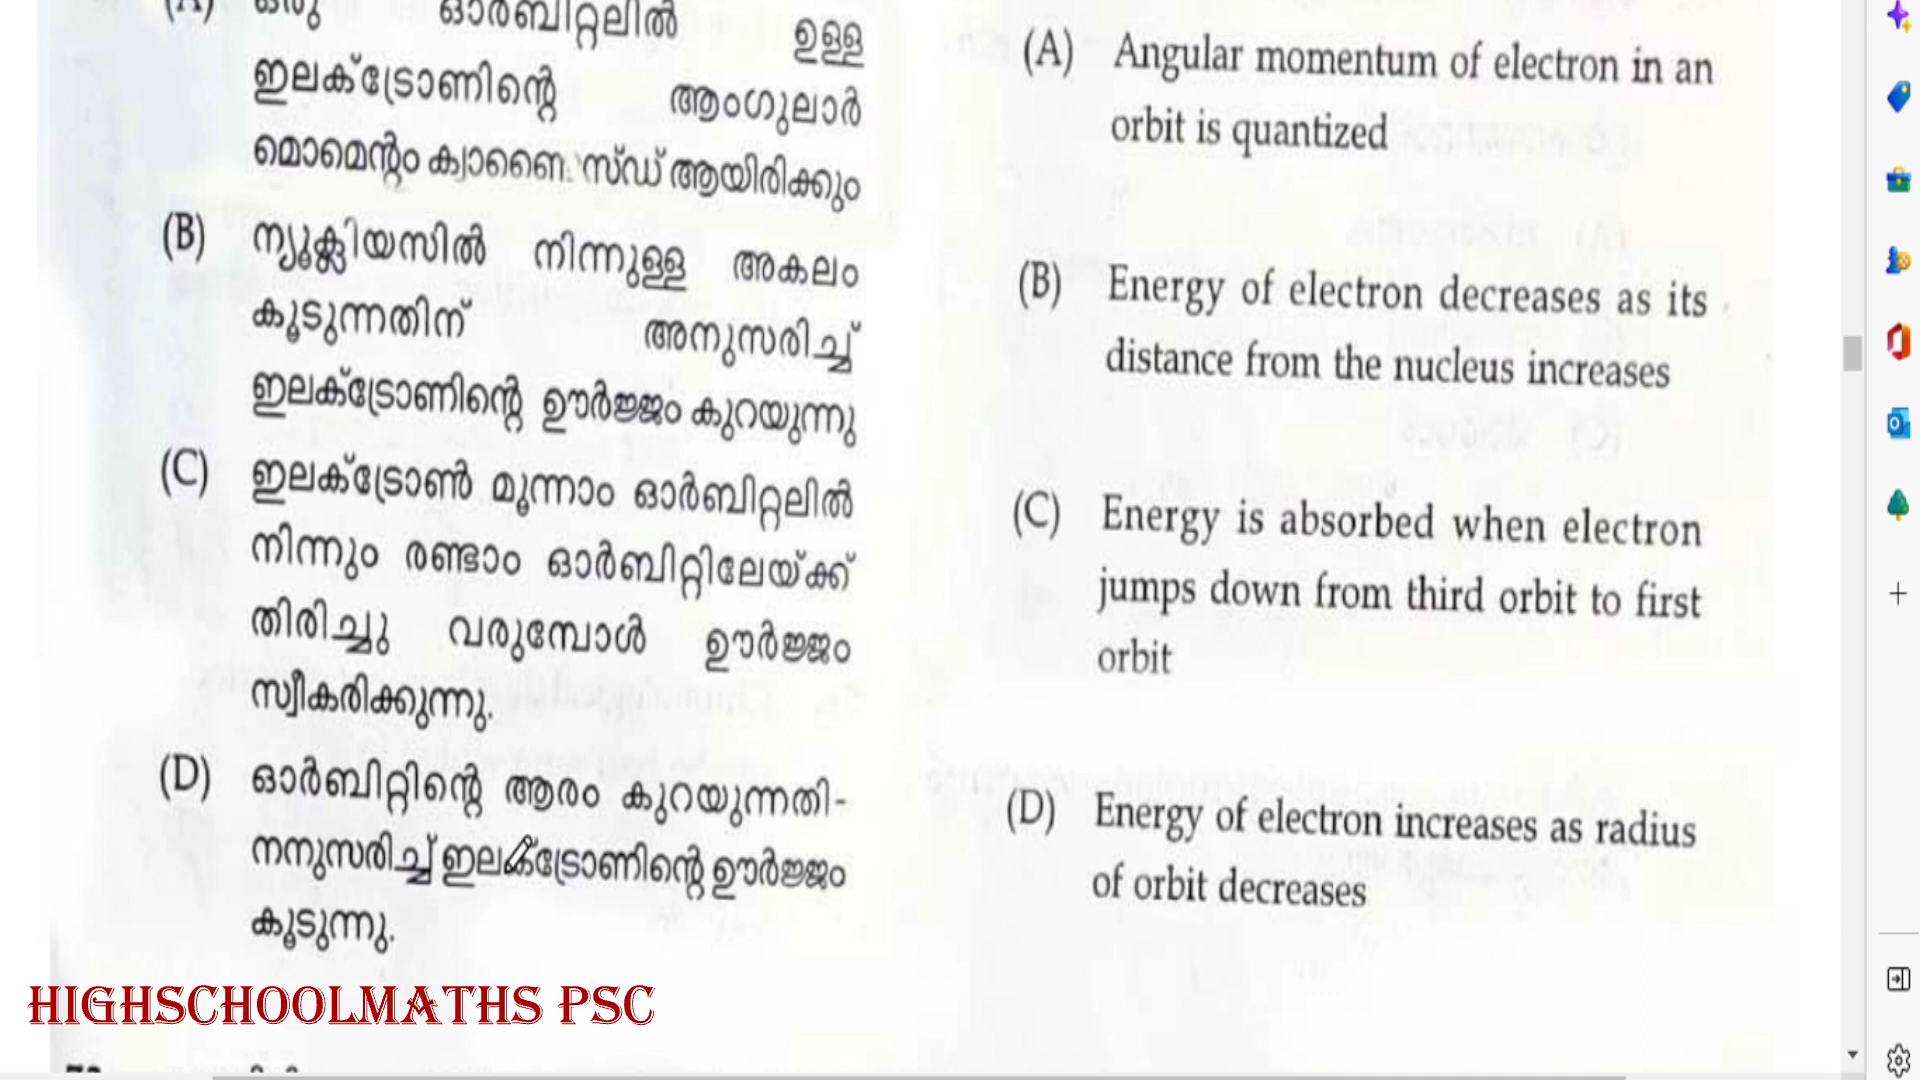 (A) ഒരു ഓർബിറ്റലിൽ ഉള്ള
ഇലക്ട്രോണിന്റെ ആംഗുലാർ
മൊമെന്റം ആയിരിക്കും
(B) ന്യൂക്ലിയസിൽ നിന്നുള്ള അകലം
കൂടുന്നതിന് അനുസരിച്ച്
ഇലക്ട്രോണിന്റെ ഊർജ്ജം കുറയുന്നു
(C) ഇലക്ട്രോൺ മൂന്നാം ഓർബിറ്റലിൽ
നിന്നും രണ്ടാം ഓർബിറ്റിലേയ്ക്ക്
തിരിച്ചു വരുമ്പോൾ ഊർജ്ജം
സ്വീകരിക്കുന്നു.
(D) ഓർബിറ്റിന്റെ ആരം കുറയുന്നതി-
നനുസരിച്ച് ഇലക്ട്രോണിന്റെ ഊർജ്ജം
കൂടുന്നു.
(A) Angular momentum of electron in an
orbit is quantized
(B) Energy of electron decreases as its
distance from the nucleus increases
(C) Energy is absorbed when electron
jumps down from third orbit to first
orbit
(D) Energy of electron increases as radius
of orbit decreases
HIGHSCHOOLMATHS PSC